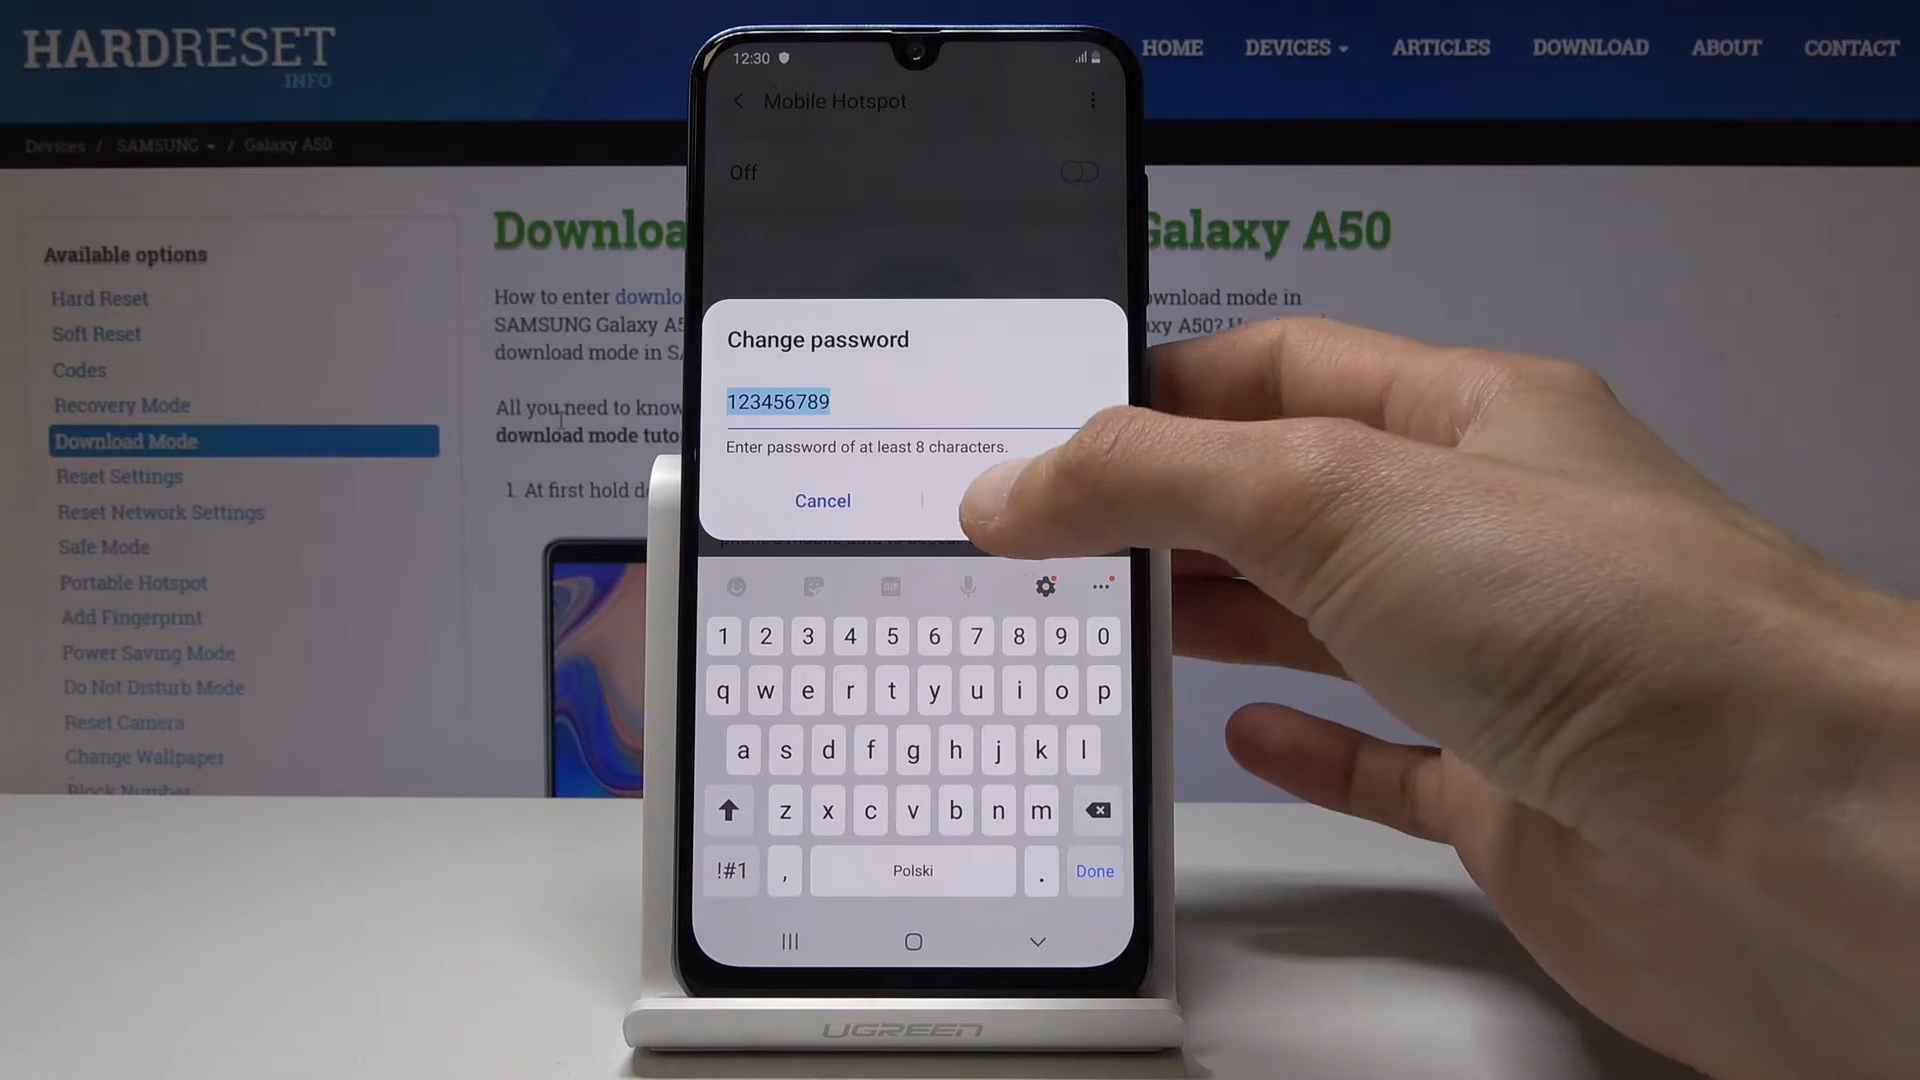 HARDRESET
INFO
HOME
DEVICES
ARTICLES
DOWNLOAD
ABOUT
CONTACT
Devices / SAMSUNG / Galaxy A50
Available options
Hard Reset
Soft Reset
Codes
Recovery Mode
Download Mode
Reset Settings
Reset Network Settings
Safe Mode
Portable Hotspot
Add Fingerprint
Power Saving Mode
Do Not Disturb Mode
Reset Camera
Change Wallpaper
Block Number
Galaxy A50
How to enter
SAMSUNG Galaxy
download mode in
All you need to know
download mode
1. At first hold
mode in
A50?
12:30
Mobile Hotspot
Off
Change password
123456789
Enter password of at least 8 characters.
Cancel
GIF
1 2 3 4 5 6 7 8 9 0
q w e r t y u i o p
a s d f g h j k l
z x c v b n m
!#1 , Polski . Done
UGREEN